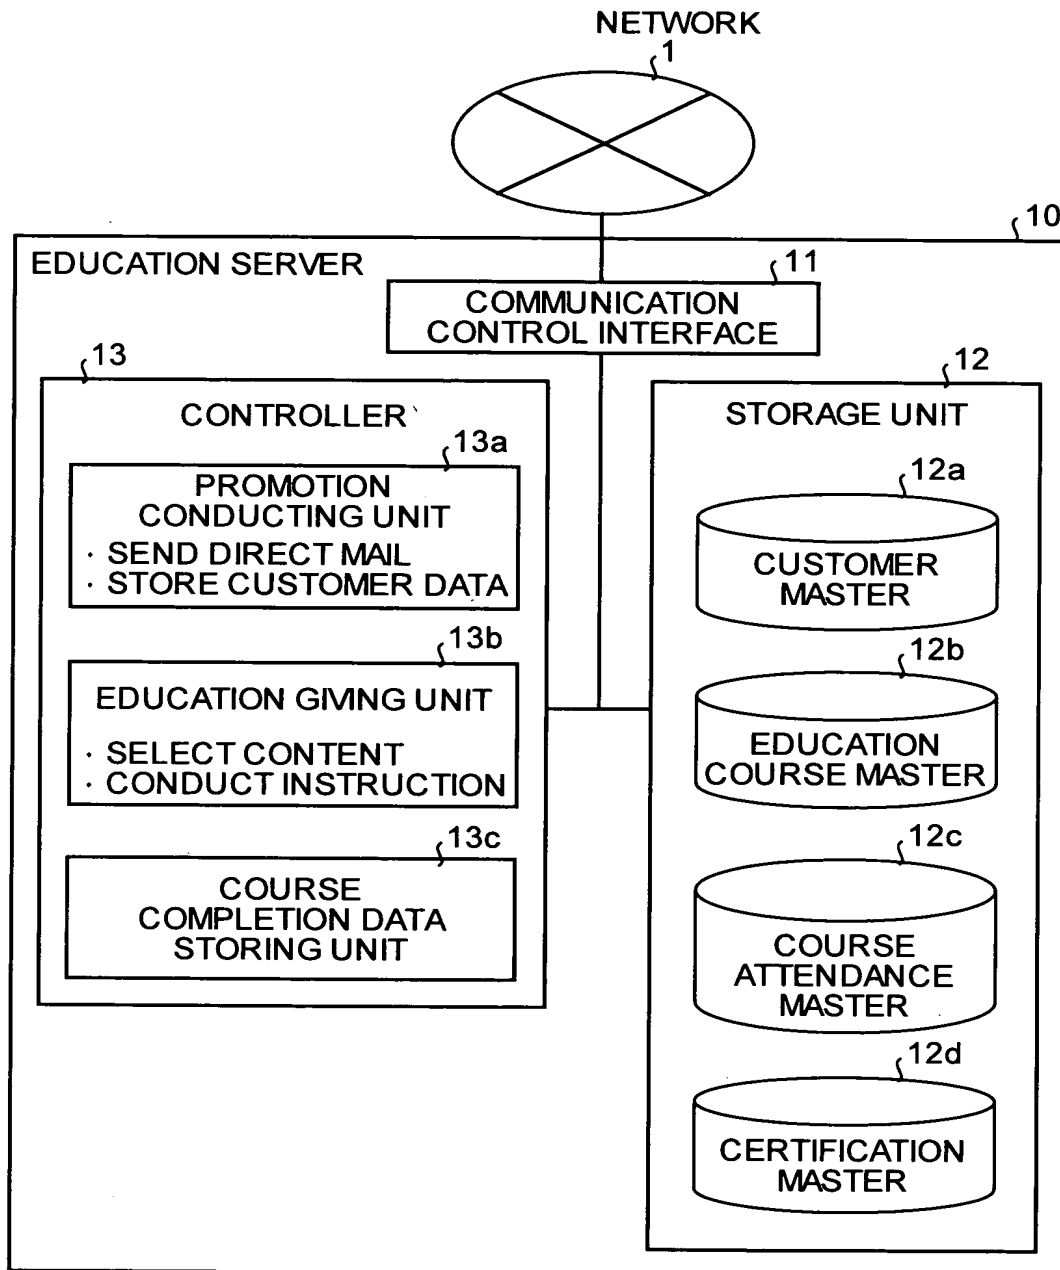 NETWORK
1
10
EDUCATION SERVER
11
COMMUNICATION
CONTROL INTERFACE
13
CONTROLLER
13a
PROMOTION
CONDUCTING UNIT
· SEND DIRECT MAIL
· STORE CUSTOMER DATA
13b
EDUCATION GIVING UNIT
· SELECT CONTENT
· CONDUCT INSTRUCTION
13c
COURSE
COMPLETION DATA
STORING UNIT
12
STORAGE UNIT
12a
CUSTOMER
MASTER
12b
EDUCATION
COURSE MASTER
12c
COURSE
ATTENDANCE
MASTER
12d
CERTIFICATION
MASTER